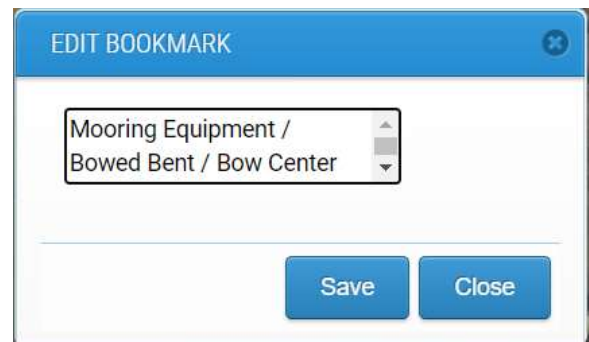 EDIT BOOKMARK
Mooring Equipment /
Bowed Bent / Bow Center
Save
Close